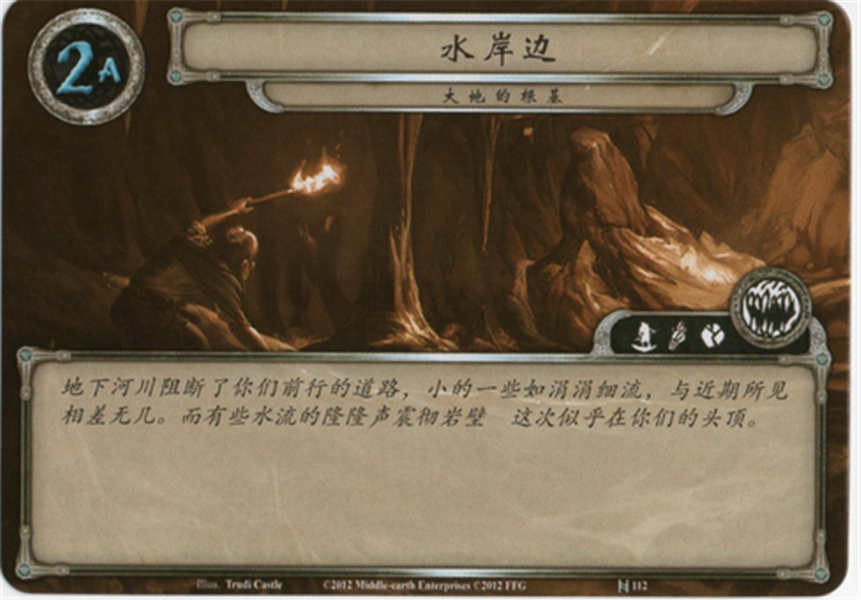 2A
水岸边
大地的根基
地下河川阻断了你们前行的道路，小的一些如涓涓细流，与近期所见
相差无几。而有些水流的隆隆声震彻岩壁 这次似乎在你们的头顶。
Illus. Trudi Castle ©2012 Middle-earth Enterprises ©2012 FFG 112